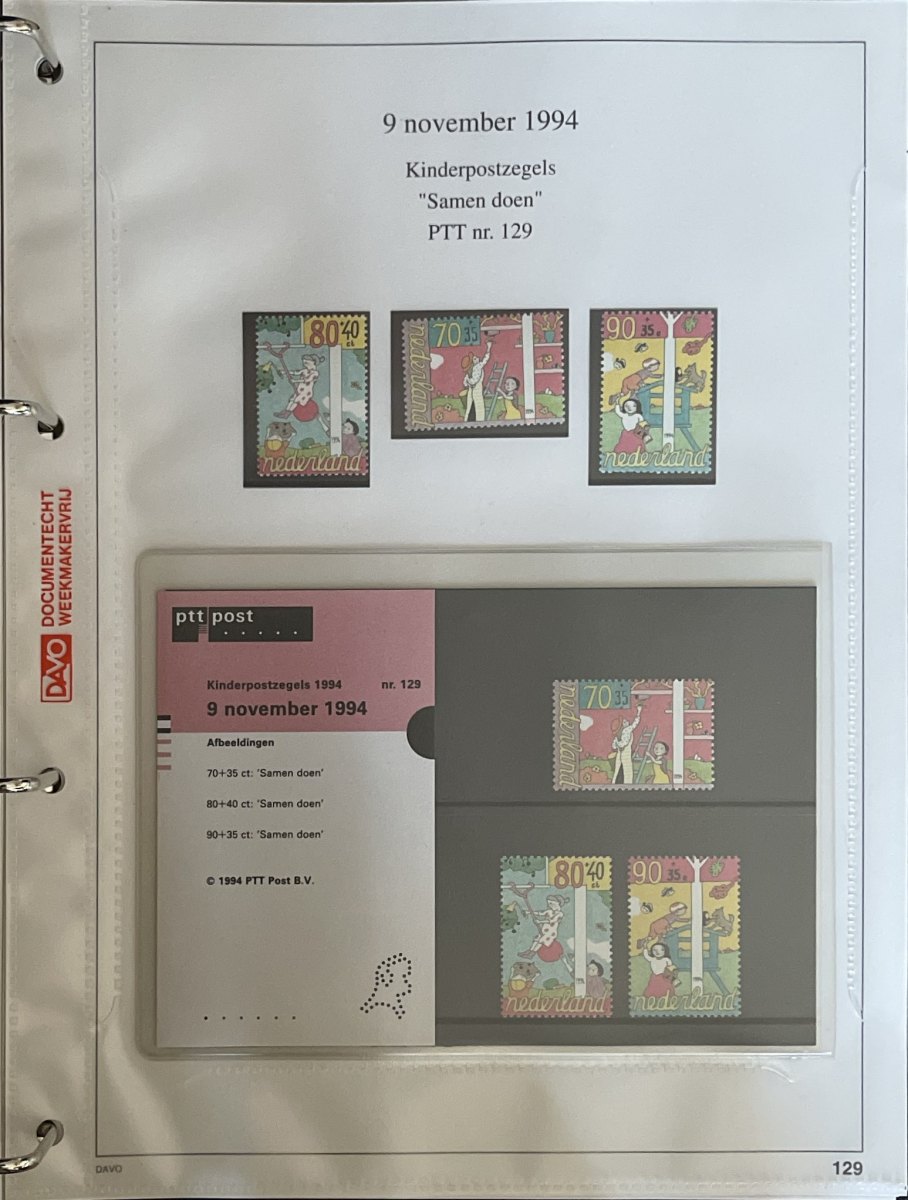 9 november 1994
Kinderpostzegels
"Samen doen"
PTT nr. 129
80+40
ct
nederland
70+35
nederland
90+35 c
nederland
DAVO
DOCUMENTECHT
WEEKMAKERVRIJ
ptt post
Kinderpostzegels 1994 nr. 129
9 november 1994
Afbeeldingen
70+35 ct: 'Samen doen'
80+40 ct: 'Samen doen'
90+35 ct: 'Samen doen'
© 1994 PTT Post B.V.
70+35
nederland
80+40
ct
nederland
90+35 c
nederland
DAVO
129